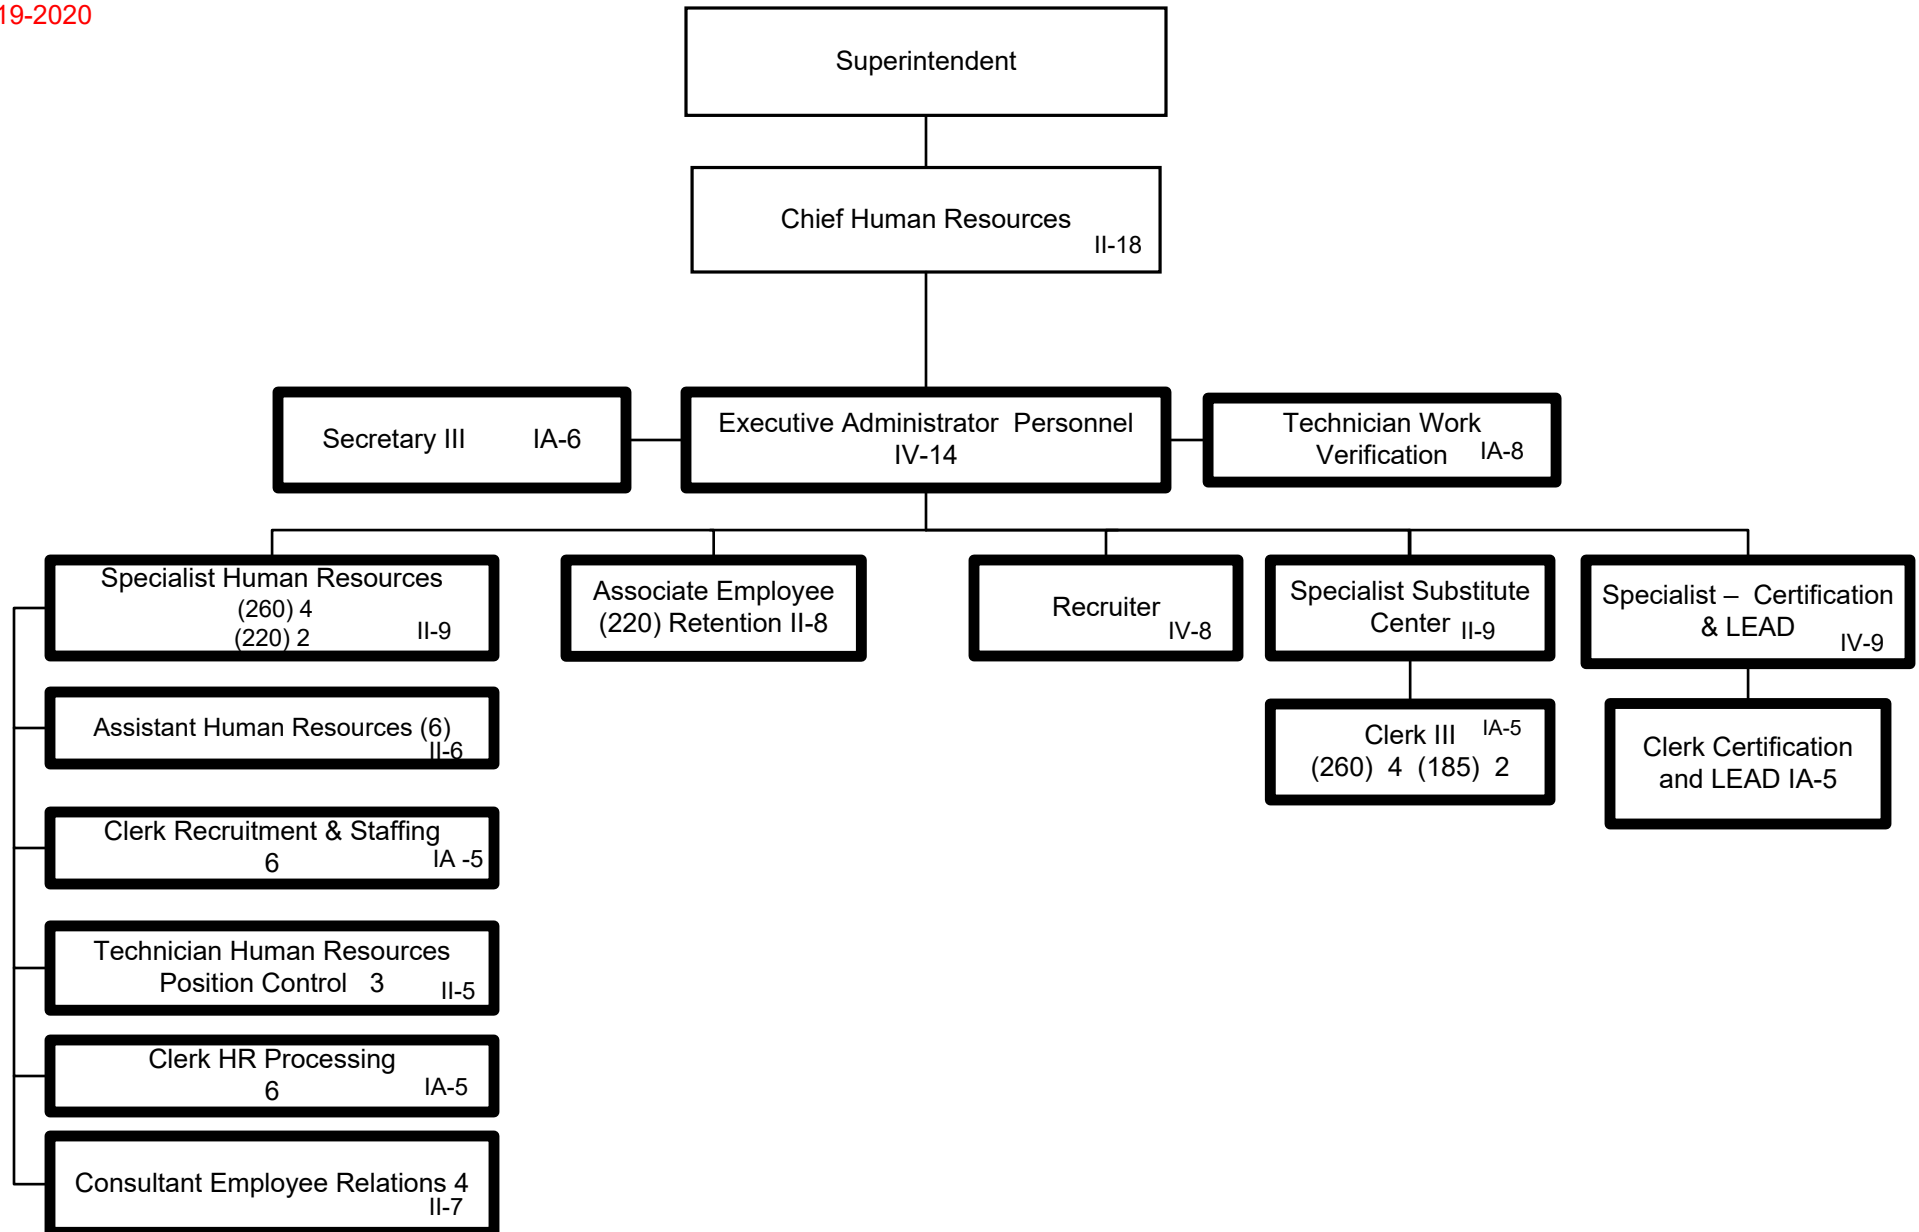 19-2020
Superintendent
Chief Human Resources
II-18
Secretary III IA-6
Executive Administrator Personnel
IV-14
Technician Work
Verification IA-8
Specialist Human Resources
(260) 4
(220) 2 II-9
Associate Employee
(220) Retention II-8
Recruiter
IV-8
Specialist Substitute
Center II-9
Specialist – Certification
& LEAD
IV-9
Assistant Human Resources (6)
II-6
Clerk III IA-5
(260) 4 (185) 2
Clerk Certification
and LEAD IA-5
Clerk Recruitment & Staffing
6 IA -5
Technician Human Resources
Position Control 3 II-5
Clerk HR Processing
6 IA-5
Consultant Employee Relations 4
II-7